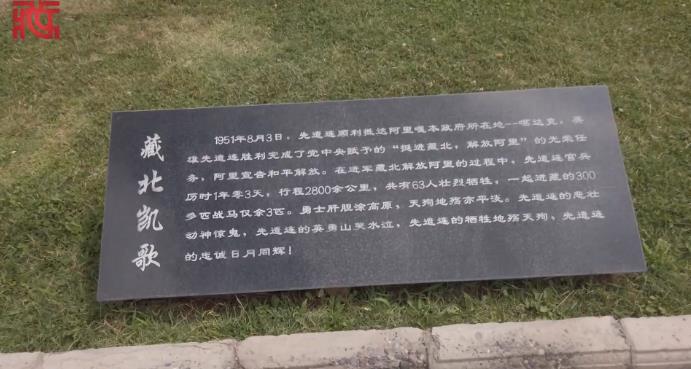 藏北凯歌
1951年8月3日，先遣连顺利抵达阿里噶本政府所在地--噶达克，英
雄先遣连胜利完成了党中央赋予的“挺进藏北，解放阿里”的光荣任
务，阿里宣告和平解放。在进军藏北解放阿里的过程中，先遣连官兵
历时1年零3天，行程2800余公里，共有63人壮烈牺牲，一起进藏的300
多匹战马仅余3匹。勇士肝胆涂高原，天殉地殇亦平淡。先遣连的悲壮
动神惊鬼，先遣连的英勇山哭水泣，先遣连的牺牲地殇天殉，先遣连
的忠诚日月同辉！